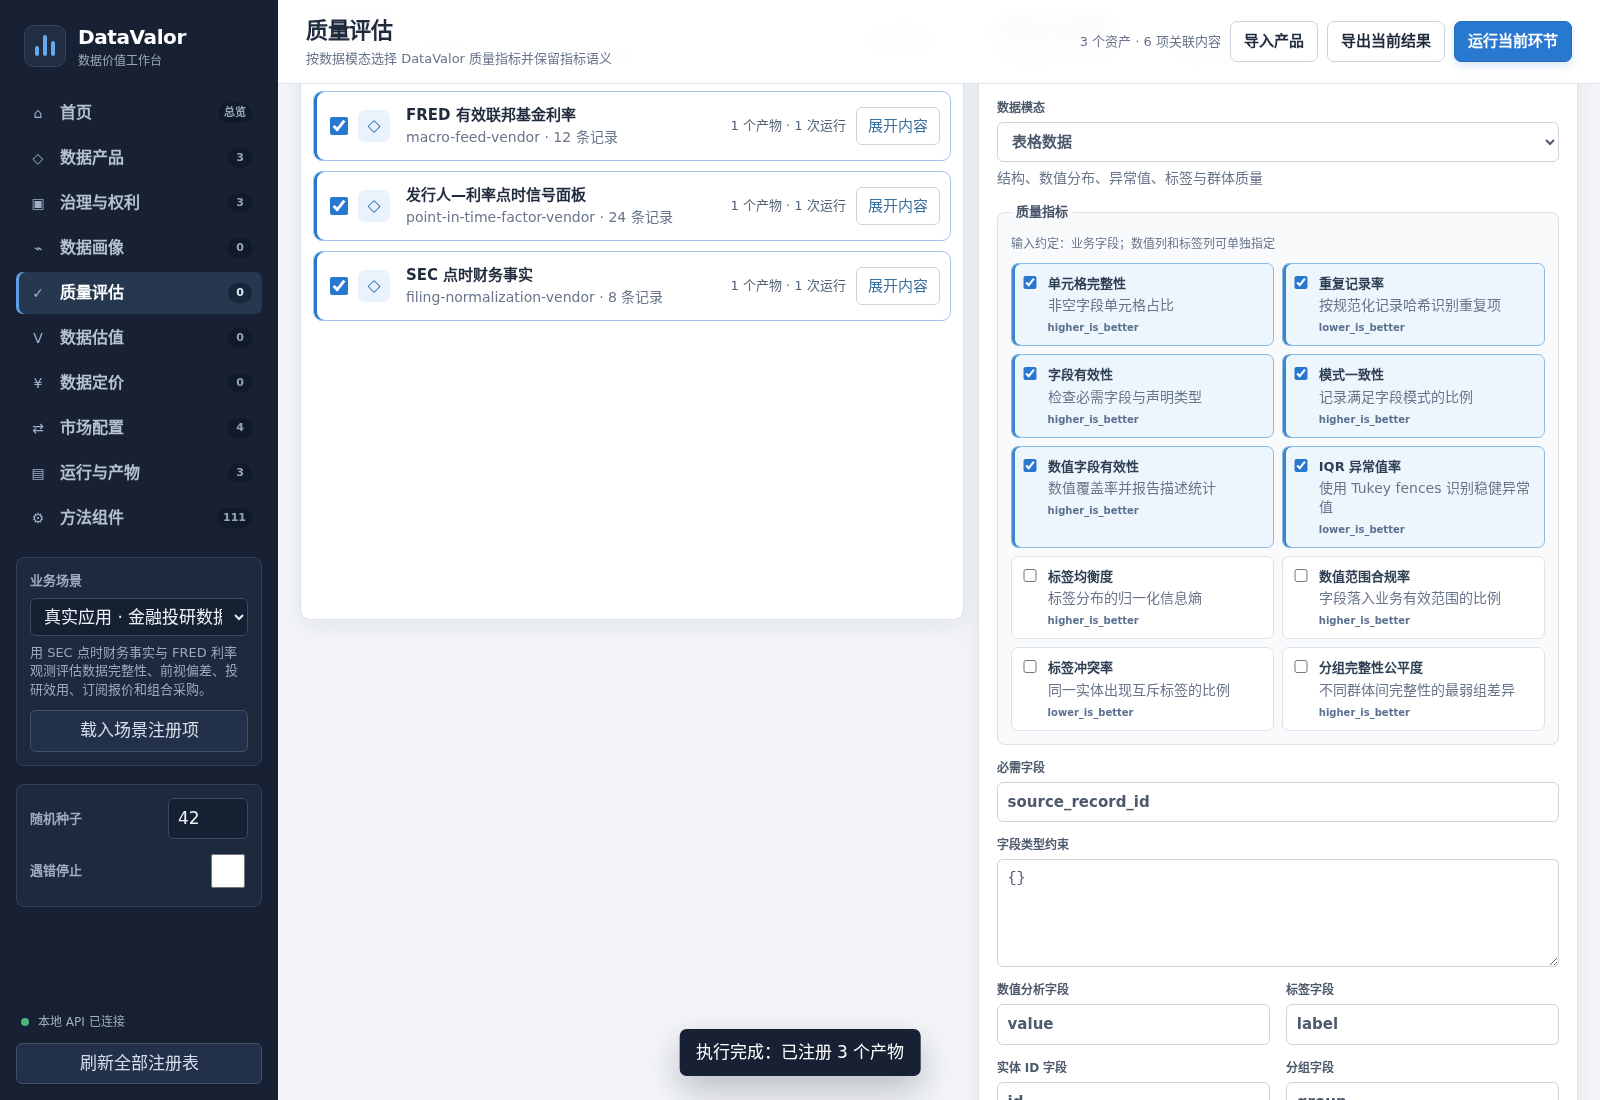 DataValor
数据价值工作台
首页
总览
数据产品
3
治理与权利
3
数据画像
0
质量评估
0
数据估值
0
数据定价
0
市场配置
4
运行与产物
3
方法组件
111
业务场景
真实应用 · 金融投研数据
用 SEC 点时财务事实与 FRED 利率
观测评估数据完整性、前视偏差、投
研效用、订阅报价和组合采购。
载入场景注册项
随机种子
42
遇错停止
本地 API 已连接
刷新全部注册表
质量评估
按数据模态选择 DataValor 质量指标并保留指标语义
3 个资产 · 6 项关联内容
导入产品
导出当前结果
运行当前环节
FRED 有效联邦基金利率
macro-feed-vendor · 12 条记录
1 个产物 · 1 次运行
展开内容
发行人—利率点时信号面板
point-in-time-factor-vendor · 24 条记录
1 个产物 · 1 次运行
展开内容
SEC 点时财务事实
filing-normalization-vendor · 8 条记录
1 个产物 · 1 次运行
展开内容
数据模态
表格数据
结构、数值分布、异常值、标签与群体质量
质量指标
输入约定：业务字段；数值列和标签列可单独指定
单元格完整性
非空字段单元格占比
higher_is_better
重复记录率
按规范化记录哈希识别重复项
lower_is_better
字段有效性
检查必需字段与声明类型
higher_is_better
模式一致性
记录满足字段模式的比例
higher_is_better
数值字段有效性
数值覆盖率并报告描述统计
higher_is_better
IQR 异常值率
使用 Tukey fences 识别稳健异常
值
lower_is_better
标签均衡度
标签分布的归一化信息熵
higher_is_better
数值范围合规率
字段落入业务有效范围的比例
higher_is_better
标签冲突率
同一实体出现互斥标签的比例
lower_is_better
分组完整性公平度
不同群体间完整性的最弱组差异
higher_is_better
必需字段
source_record_id
字段类型约束
{}
数值分析字段
value
标签字段
label
实体 ID 字段
id
分组字段
group
执行完成：已注册 3 个产物